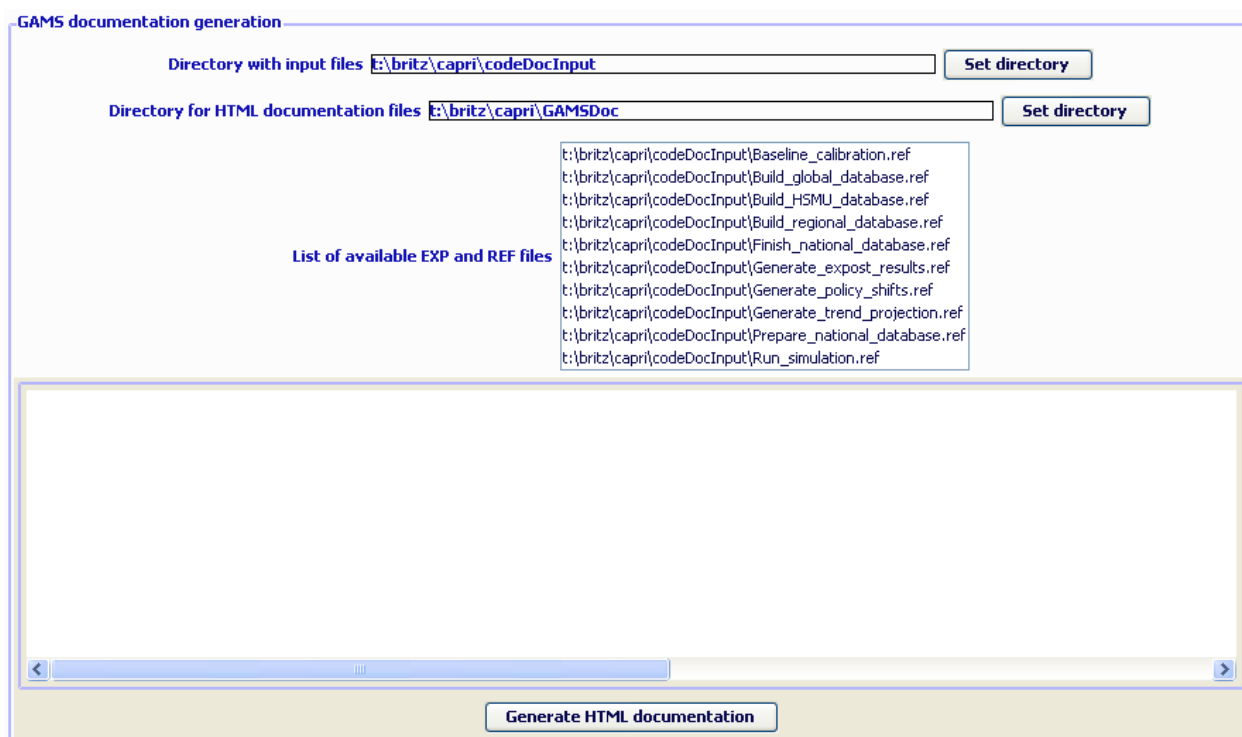 GAMS documentation generation
Directory with input files t:\britz\capri\codeDocInput Set directory
Directory for HTML documentation files t:\britz\capri\GAMSDoc Set directory
t:\britz\capri\codeDocInput\Baseline_calibration.ref
t:\britz\capri\codeDocInput\Build_global_database.ref
t:\britz\capri\codeDocInput\Build_HSMU_database.ref
t:\britz\capri\codeDocInput\Build_regional_database.ref
List of available EXP and REF files t:\britz\capri\codeDocInput\Finish_national_database.ref
t:\britz\capri\codeDocInput\Generate_expost_results.ref
t:\britz\capri\codeDocInput\Generate_policy_shifts.ref
t:\britz\capri\codeDocInput\Generate_trend_projection.ref
t:\britz\capri\codeDocInput\Prepare_national_database.ref
t:\britz\capri\codeDocInput\Run_simulation.ref
Generate HTML documentation